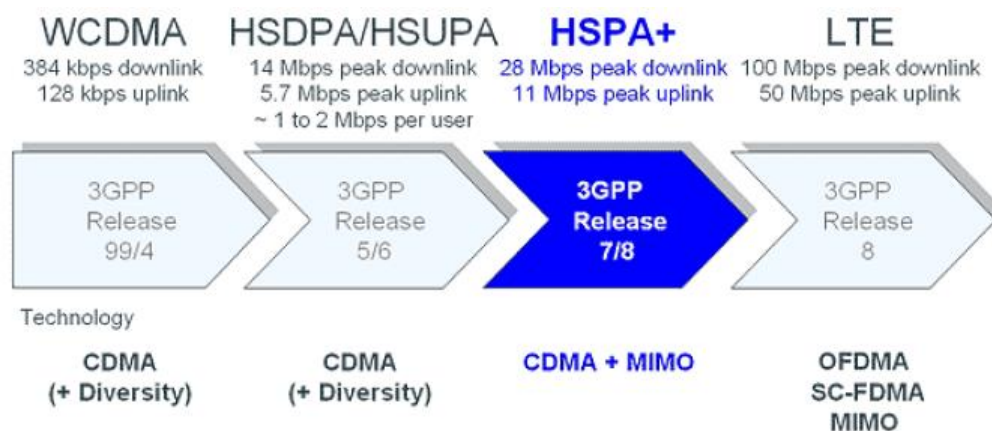 WCDMA
384 kbps downlink
128 kbps uplink
HSDPA/HSUPA
14 Mbps peak downlink
5.7 Mbps peak uplink
~ 1 to 2 Mbps per user
HSPA+
28 Mbps peak downlink
11 Mbps peak uplink
LTE
100 Mbps peak downlink
50 Mbps peak uplink
3GPP
Release
99/4
3GPP
Release
5/6
3GPP
Release
7/8
3GPP
Release
8
Technology
CDMA
(+ Diversity)
CDMA
(+ Diversity)
CDMA + MIMO
OFDMA
SC-FDMA
MIMO